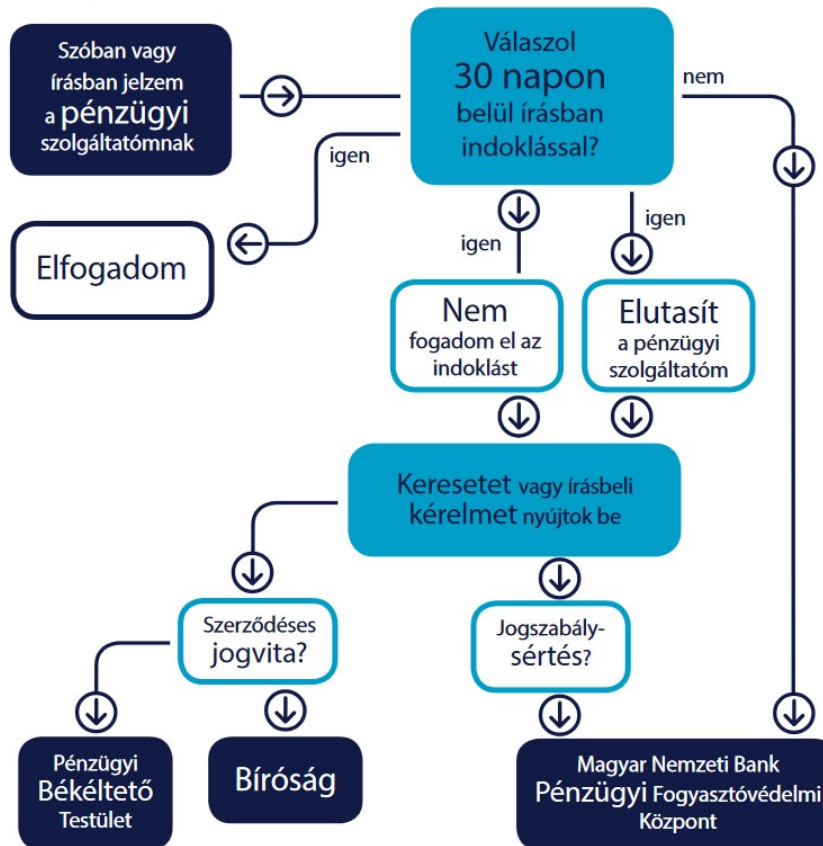 Szóban vagy
írásban jelzem
a pénzügyi
szolgáltatómnak
Válaszol
30 napon
belül írásban
indoklással?
nem
igen
Elfogadom
igen
igen
Nem
fogadom el az
indoklást
Elutasít
a pénzügyi
szolgáltatóm
Keresetet vagy írásbeli
kérelmet nyújtok be
Szerződéses
jogvita?
Jogszabály-
sértés?
Pénzügyi
Békéltető
Testület
Bíróság
Magyar Nemzeti Bank
Pénzügyi Fogyasztóvédelmi
Központ